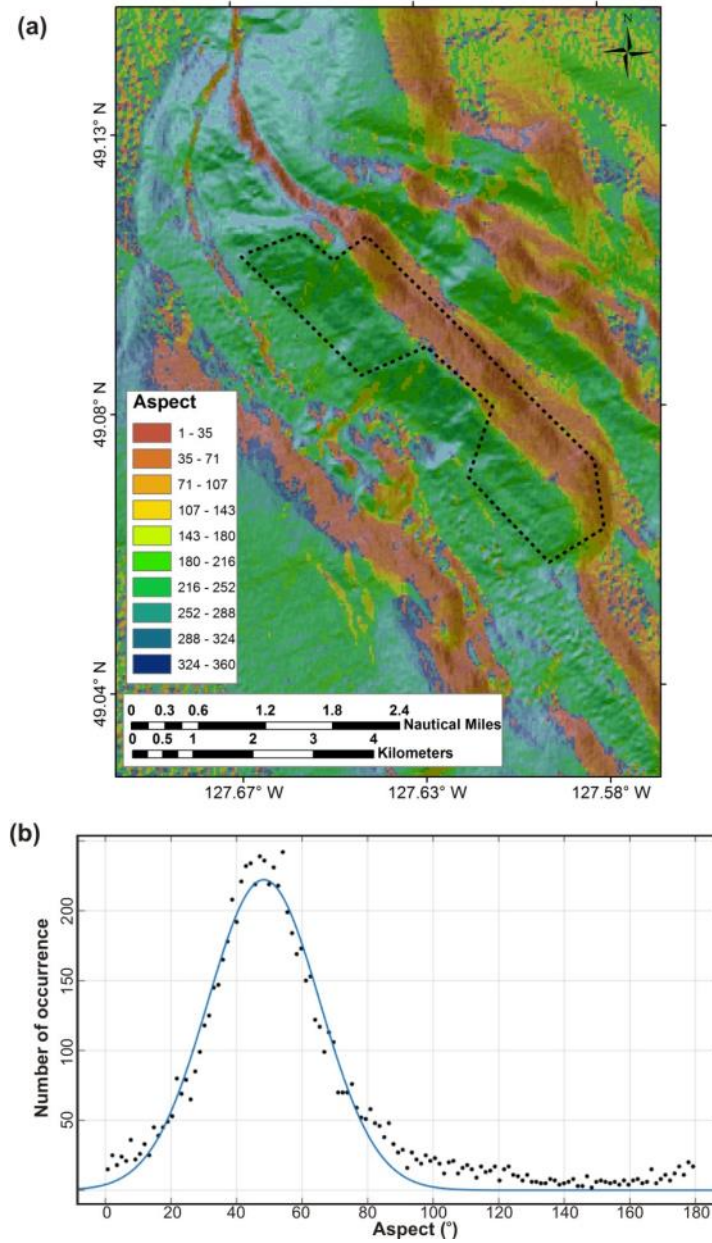 (a)
N
49.13° N
49.08° N
49.04° N
Aspect
1 - 35
35 - 71
71 - 107
107 - 143
143 - 180
180 - 216
216 - 252
252 - 288
288 - 324
324 - 360
0 0.3 0.6 1.2 1.8 2.4
Nautical Miles
0 0.5 1 2 3 4
Kilometers
127.67° W 127.63° W 127.58° W
(b)
Number of occurrence
200
150
100
50
0 20 40 60 80 100 120 140 160 180
Aspect (°)